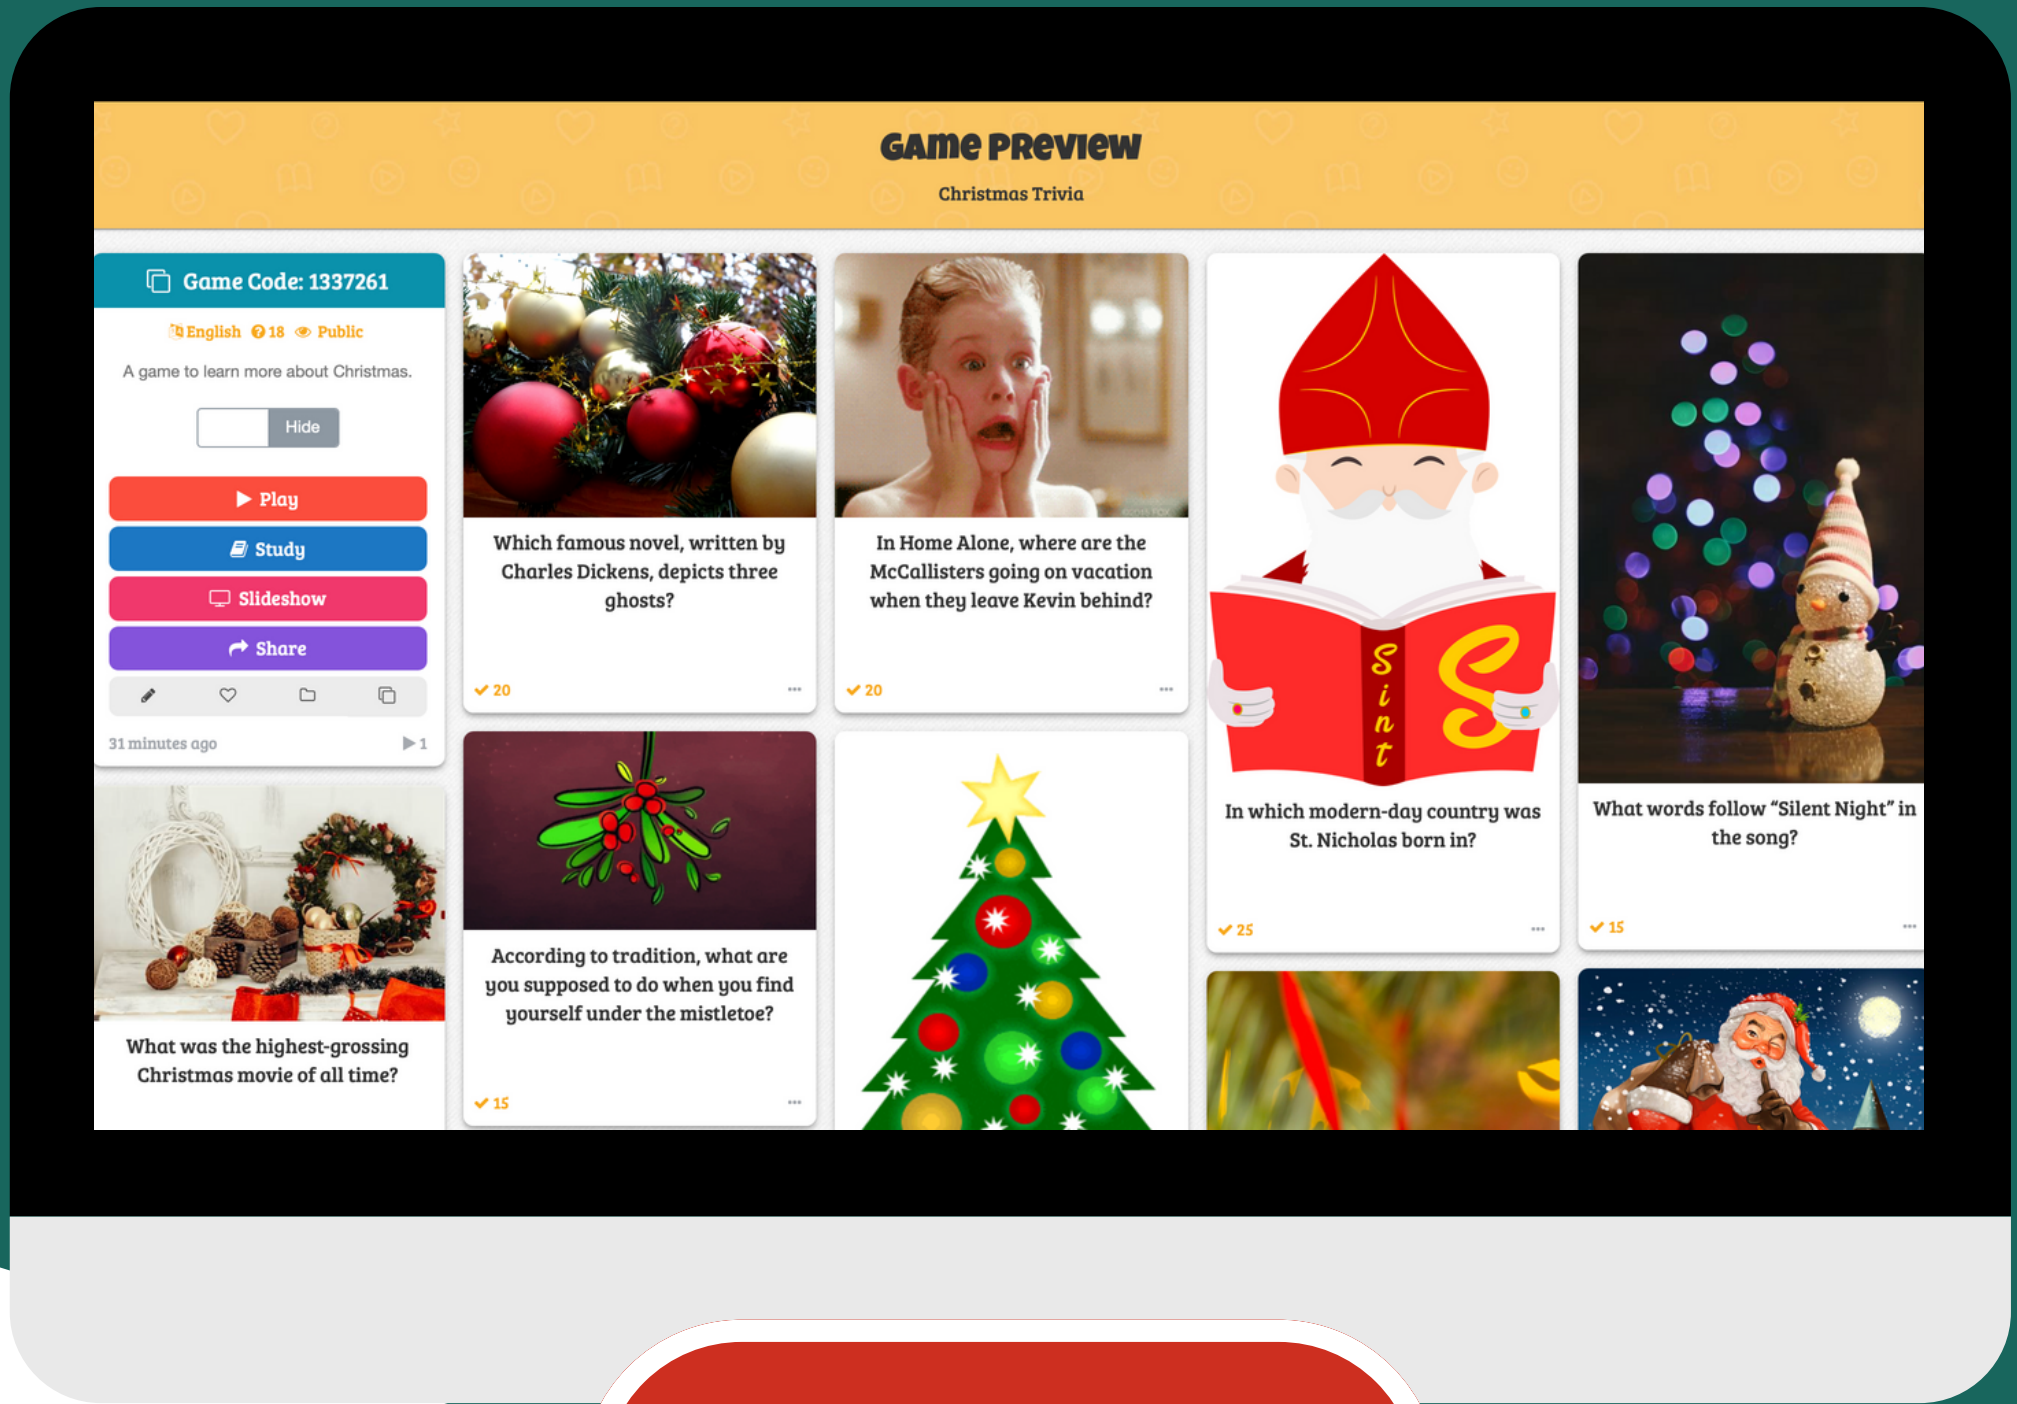 Game Preview
Christmas Trivia
Game Code: 1337261
English 18 Public
A game to learn more about Christmas.
Hide
Play
Study
Slideshow
Share
31 minutes ago 1
What was the highest-grossing
Christmas movie of all time?
Which famous novel, written by
Charles Dickens, depicts three
ghosts?
20
According to tradition, what are
you supposed to do when you find
yourself under the mistletoe?
15
©2015 FOX
In Home Alone, where are the
McCallisters going on vacation
when they leave Kevin behind?
20
Sint
S
In which modern-day country was
St. Nicholas born in?
25
What words follow “Silent Night” in
the song?
15